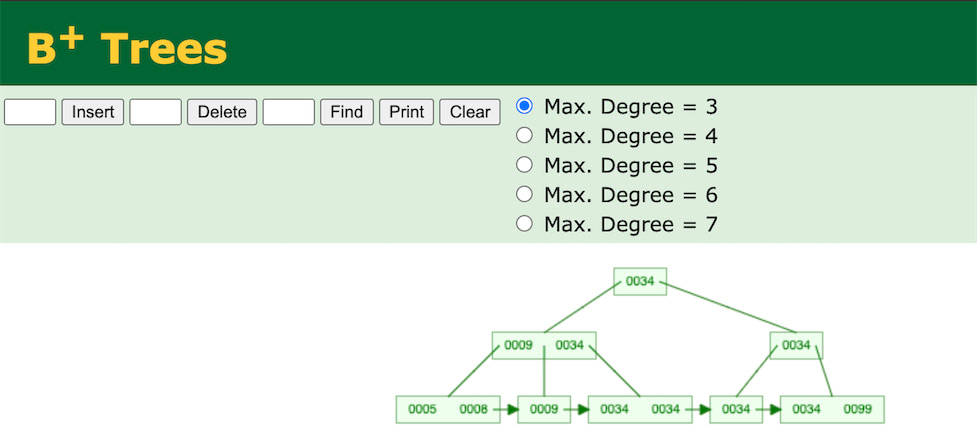 B+ Trees
Insert Delete Find Print Clear
Max. Degree = 3
Max. Degree = 4
Max. Degree = 5
Max. Degree = 6
Max. Degree = 7
0034
0009 0034 0034
0005 0008 0009 0034 0034 0034 0034 0099